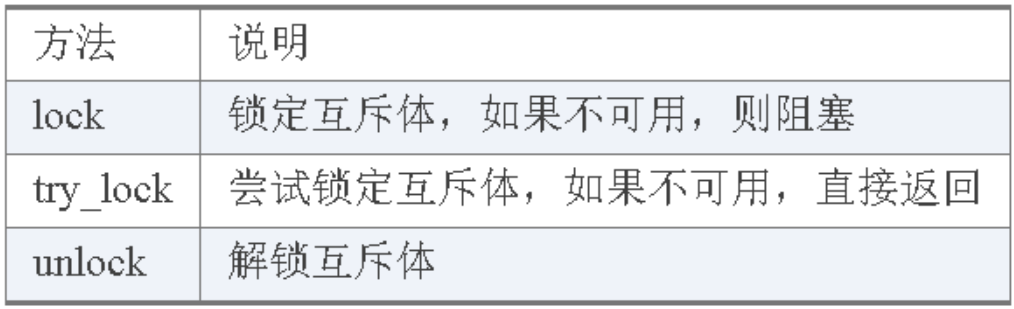 方法 说明
lock 锁定互斥体，如果不可用，则阻塞
try_lock 尝试锁定互斥体，如果不可用，直接返回
unlock 解锁互斥体